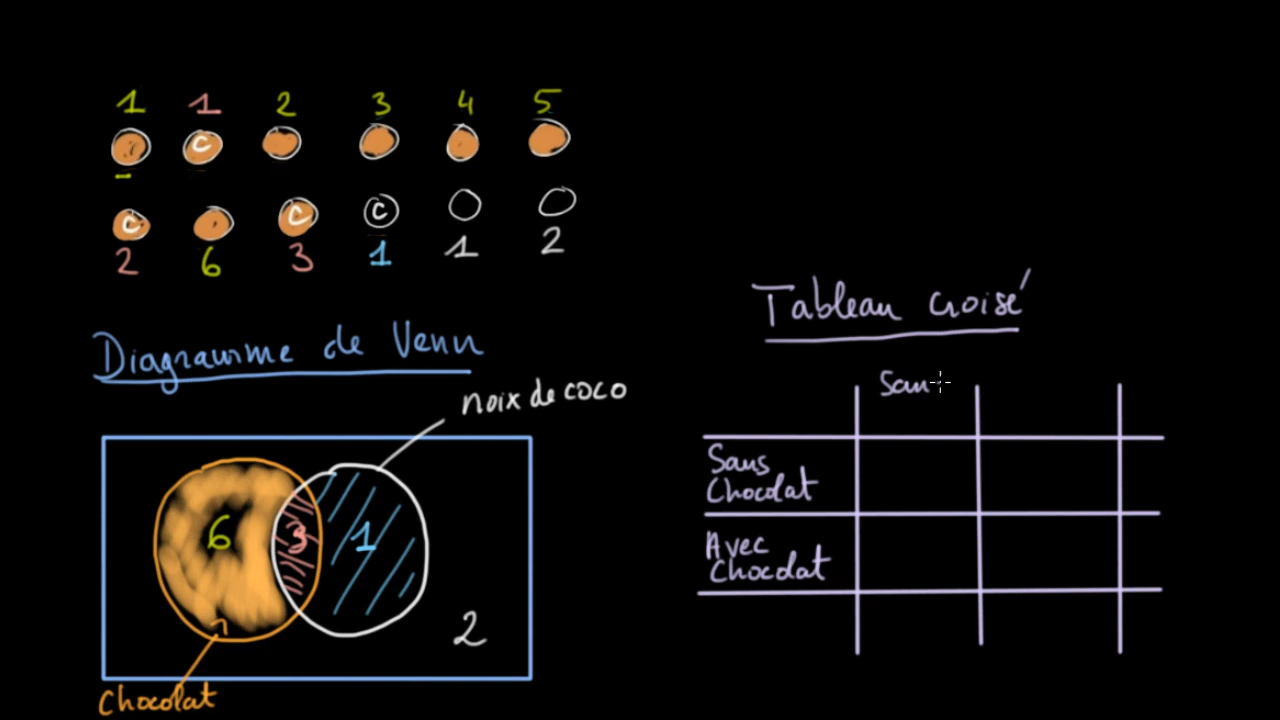 1 1 2 3 4 5
C
C C C
2 6 3 1 1 2
Diagramme de Venn
noix de coco
6 3 1
2
Chocolat
Tableau croisé
San
Sans
Chocolat
Avec
Chocolat